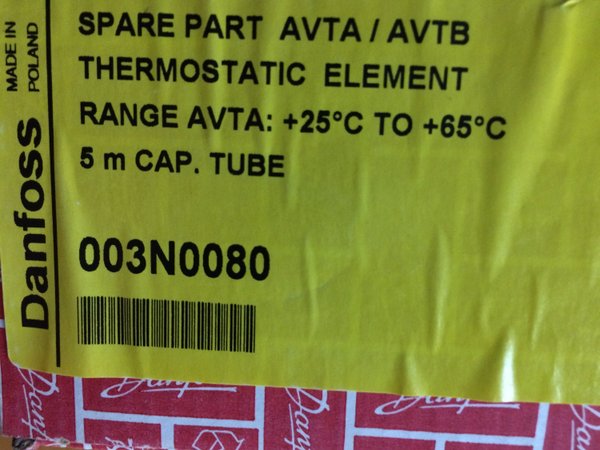 MADE IN
POLAND
Danfoss
SPARE PART AVTA / AVTB
THERMOSTATIC ELEMENT
RANGE AVTA: +25°C TO +65°C
5 m CAP. TUBE
003N0080